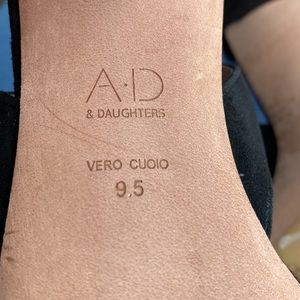 A·D
& DAUGHTERS
VERO CUOIO
9.5